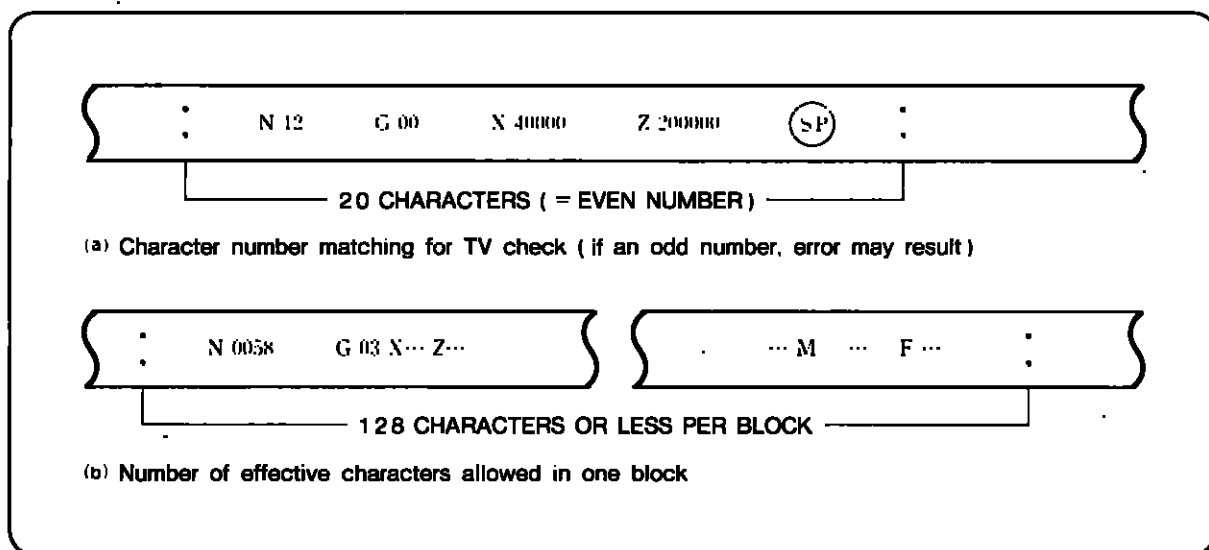 : N 12 G 00 X 40000 Z 200000 SP :
20 CHARACTERS ( = EVEN NUMBER )
(a) Character number matching for TV check ( if an odd number, error may result )
: N 0058 G 03 X··· Z··· ··· M ··· F ··· :
128 CHARACTERS OR LESS PER BLOCK
(b) Number of effective characters allowed in one block